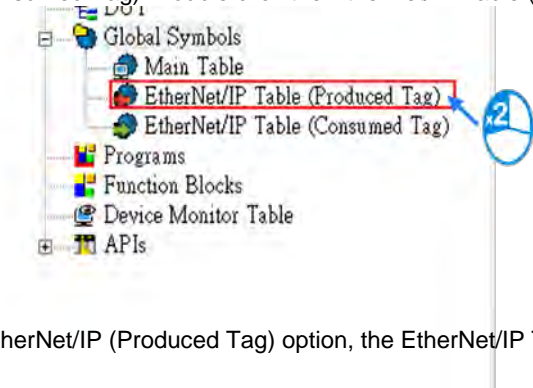 DUT
Global Symbols
Main Table
EtherNet/IP Table (Produced Tag)
x2
EtherNet/IP Table (Consumed Tag)
Programs
Function Blocks
Device Monitor Table
APIs
herNet/IP (Produced Tag) option, the EtherNet/IP